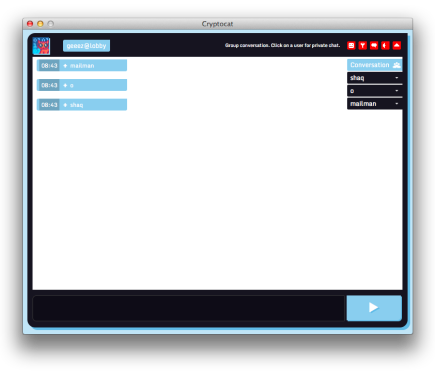 Cryptocat
geeez@lobby
Group conversation. Click on a user for private chat.
08:43 + mailman
08:43 + o
08:43 + shaq
Conversation
shaq
o
mailman